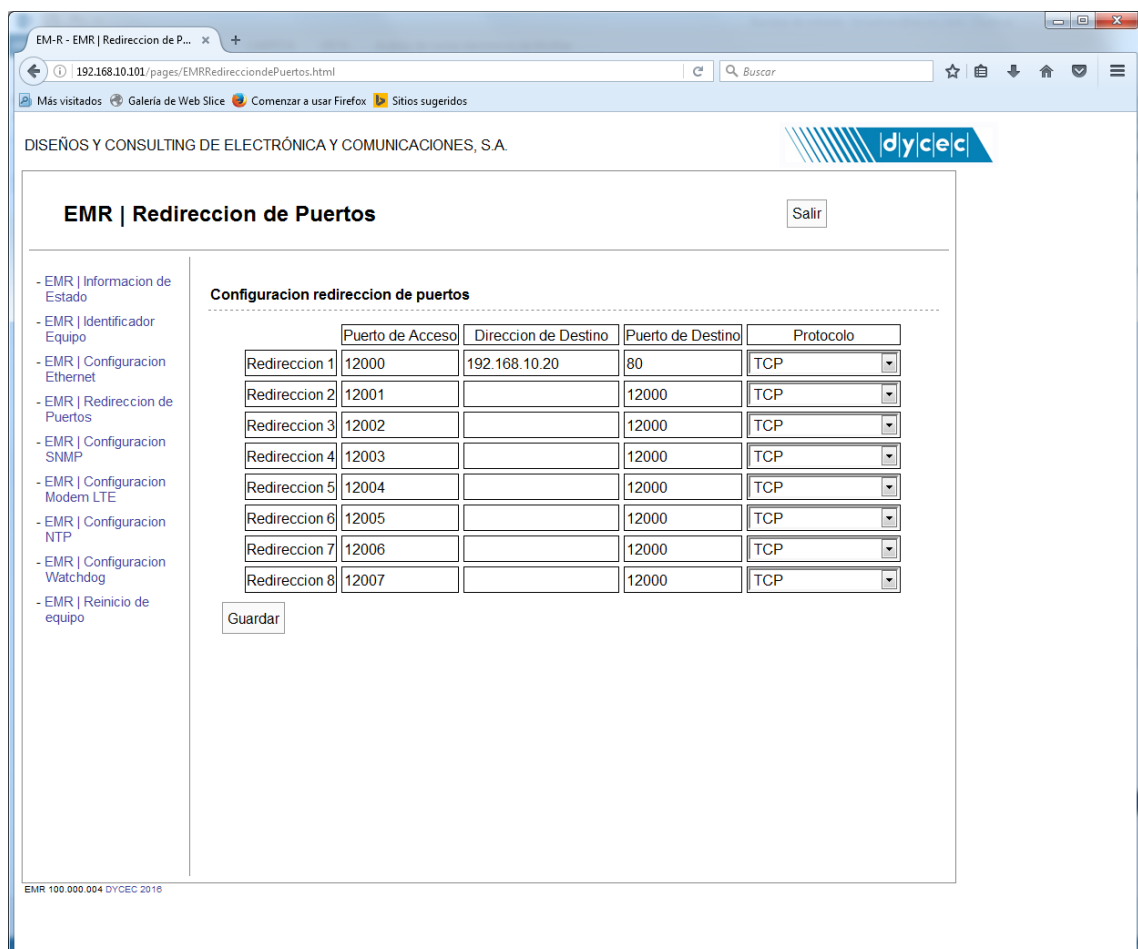 EM-R - EMR | Redireccion de P... × +
192.168.10.101/pages/EMRRedirecciondePuertos.html
Buscar
Más visitados Galería de Web Slice Comenzar a usar Firefox Sitios sugeridos
DISEÑOS Y CONSULTING DE ELECTRÓNICA Y COMUNICACIONES, S.A.
|d|y|c|e|c|
EMR | Redireccion de Puertos
Salir
- EMR | Informacion de
Estado
- EMR | Identificador
Equipo
- EMR | Configuracion
Ethernet
- EMR | Redireccion de
Puertos
- EMR | Configuracion
SNMP
- EMR | Configuracion
Modem LTE
- EMR | Configuracion
NTP
- EMR | Configuracion
Watchdog
- EMR | Reinicio de
equipo
Configuracion redireccion de puertos
Puerto de Acceso Direccion de Destino Puerto de Destino Protocolo
Redireccion 1 12000 192.168.10.20 80 TCP
Redireccion 2 12001 12000 TCP
Redireccion 3 12002 12000 TCP
Redireccion 4 12003 12000 TCP
Redireccion 5 12004 12000 TCP
Redireccion 6 12005 12000 TCP
Redireccion 7 12006 12000 TCP
Redireccion 8 12007 12000 TCP
Guardar
EMR 100.000.004 DYCEC 2016